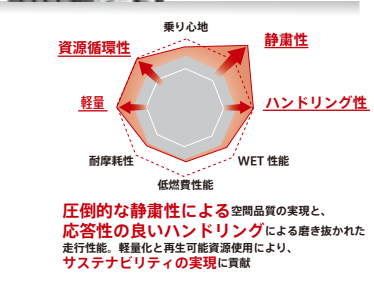 乗り心地
資源循環性
静粛性
軽量
ハンドリング性
耐摩耗性
WET 性能
低燃費性能
圧倒的な静粛性による空間品質の実現と、
応答性の良いハンドリングによる磨き抜かれた
走行性能。軽量化と再生可能資源使用により、
サステナビリティの実現に貢献